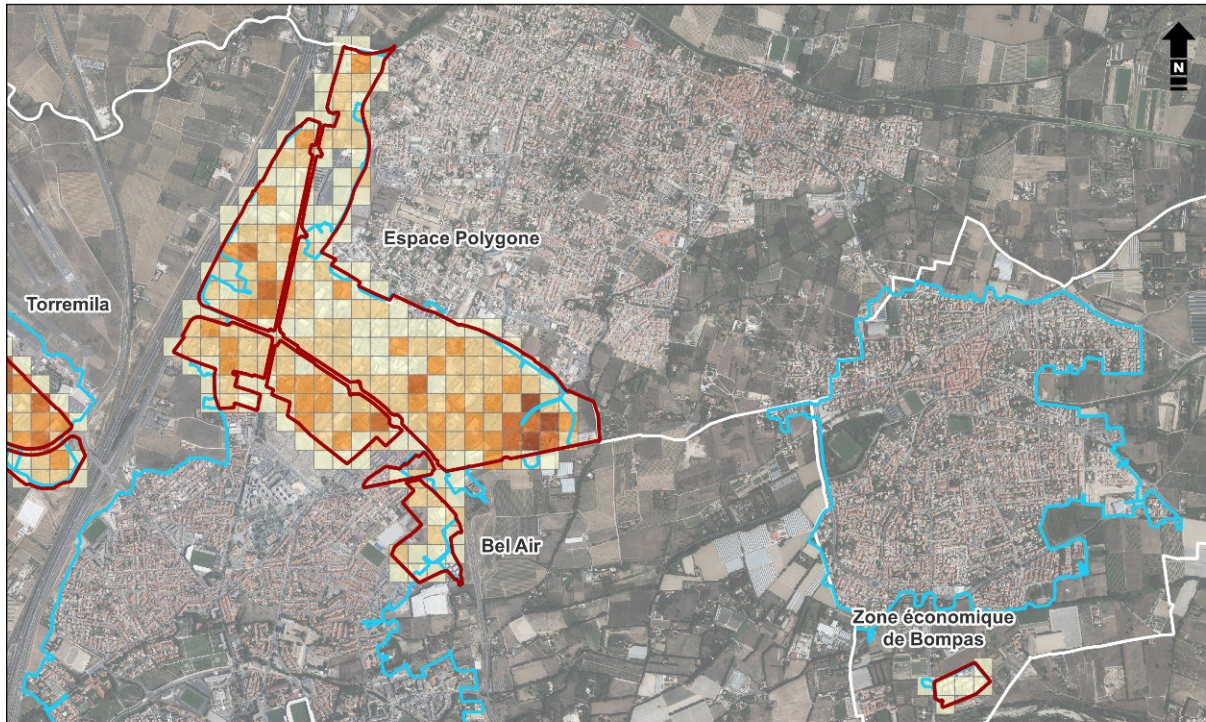 N
Espace Polygone
Torremila
Bel Air
Zone économique
de Bompas